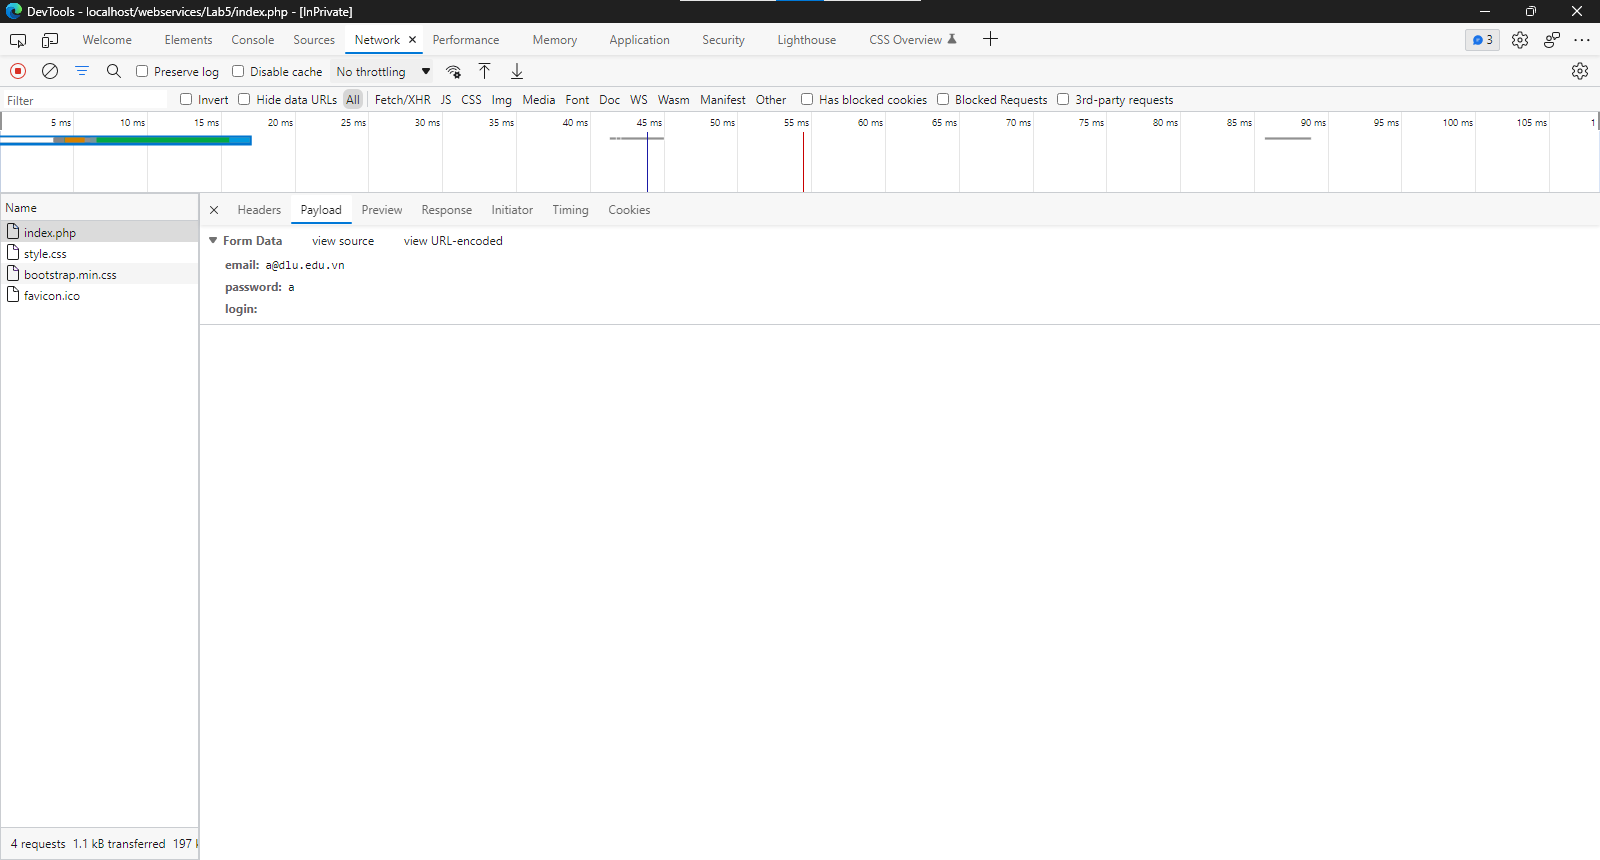 DevTools - localhost/webservices/Lab5/index.php - [InPrivate]
Welcome Elements Console Sources Network Performance Memory Application Security Lighthouse CSS Overview 3
Preserve log Disable cache No throttling
Filter Invert Hide data URLs All Fetch/XHR JS CSS Img Media Font Doc WS Wasm Manifest Other Has blocked cookies Blocked Requests 3rd-party requests
5 ms 10 ms 15 ms 20 ms 25 ms 30 ms 35 ms 40 ms 45 ms 50 ms 55 ms 60 ms 65 ms 70 ms 75 ms 80 ms 85 ms 90 ms 95 ms 100 ms 105 ms 1
Name Headers Payload Preview Response Initiator Timing Cookies
index.php
style.css
bootstrap.min.css
favicon.ico
Form Data view source view URL-encoded
email: a@dlu.edu.vn
password: a
login:
4 requests 1.1 kB transferred 197